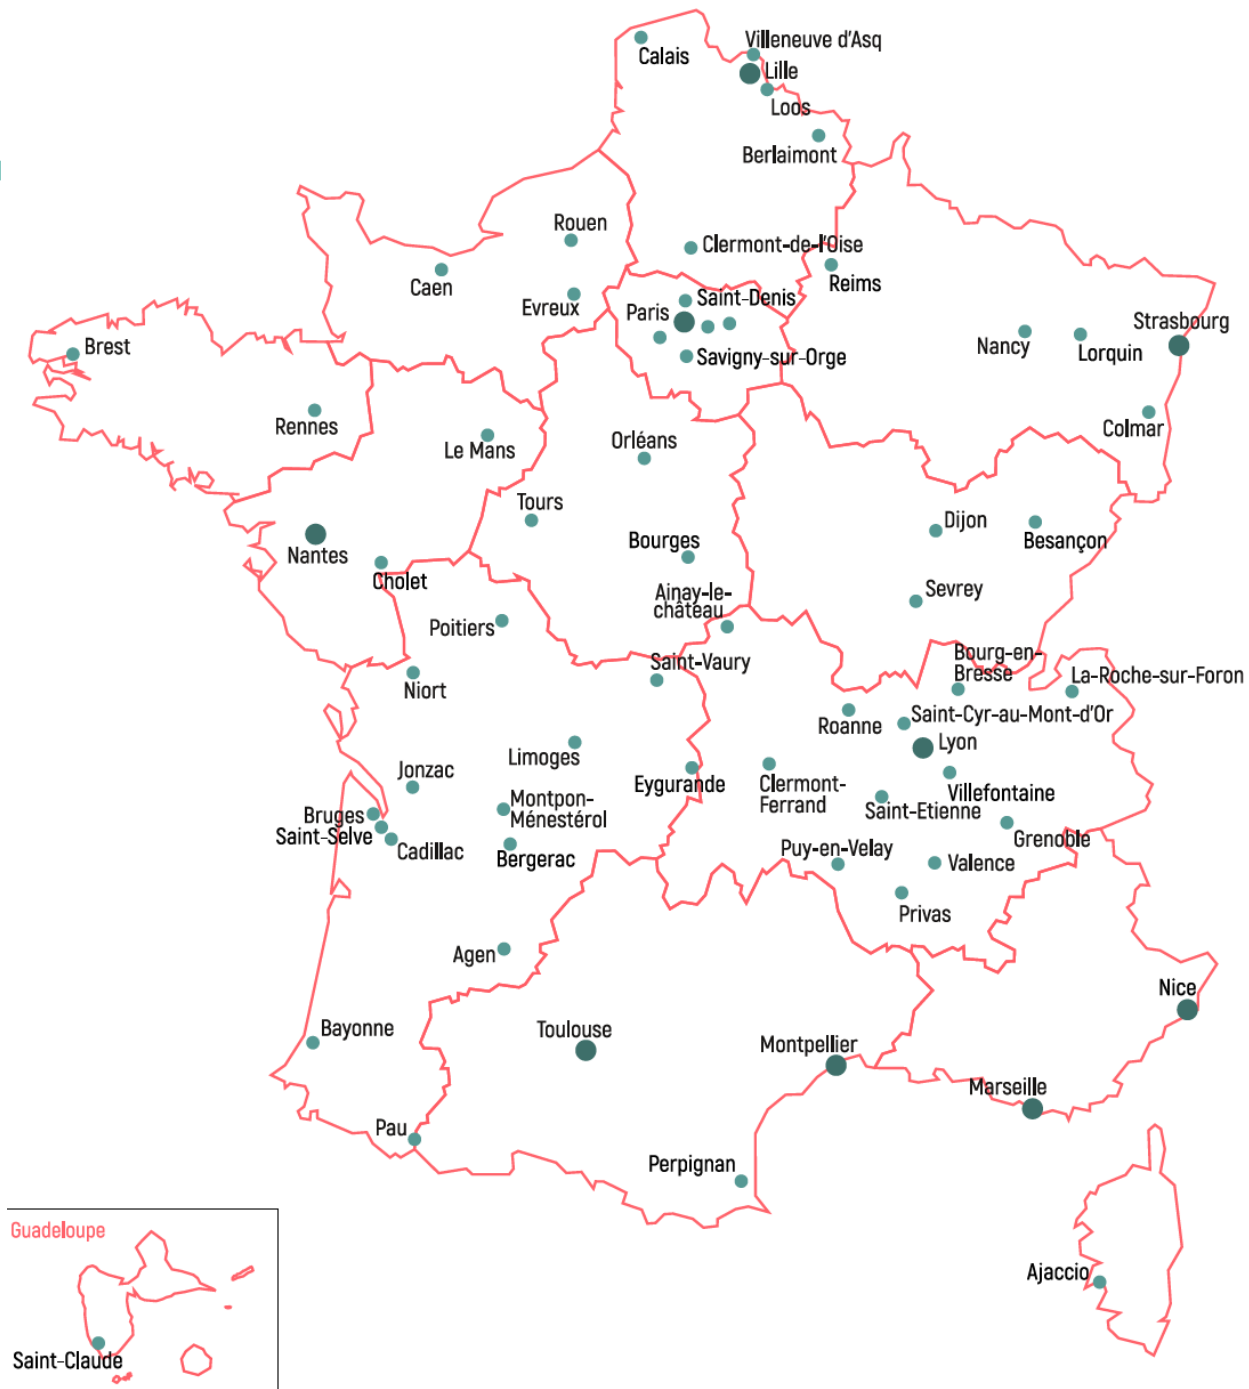 Villeneuve d'Asq
Calais
Lille
Loos
Berlaimont
Rouen
Clermont-de-l'Oise
Caen
Reims
Evreux
Saint-Denis
Paris
Strasbourg
Brest
Savigny-sur-Orge
Nancy
Lorquin
Rennes
Le Mans
Orléans
Colmar
Tours
Dijon
Besançon
Nantes
Bourges
Cholet
Ainay-le-
château
Sevrey
Poitiers
Saint-Vaury
Bourg-en-
Bresse
La-Roche-sur-Foron
Niort
Roanne
Saint-Cyr-au-Mont-d'Or
Lyon
Limoges
Jonzac
Eygurande
Clermont-
Ferrand
Villefontaine
Saint-Etienne
Montpon-
Ménestérol
Bruges
Saint-Selve
Cadillac
Grenoble
Bergerac
Puy-en-Velay
Valence
Privas
Agen
Nice
Bayonne
Toulouse
Montpellier
Marseille
Pau
Perpignan
Guadeloupe
Ajaccio
Saint-Claude